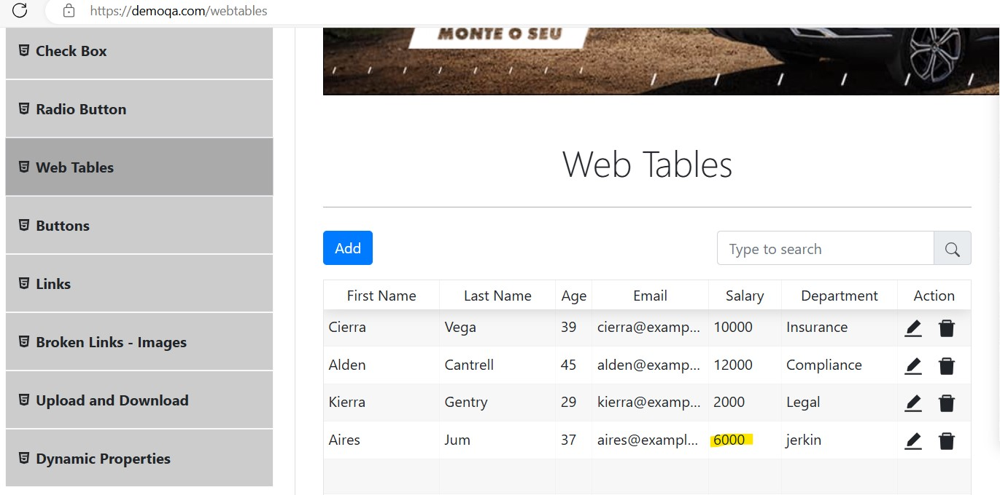 https://demoqa.com/webtables
Check Box
Radio Button
Web Tables
Buttons
Links
Broken Links - Images
Upload and Download
Dynamic Properties
MONTE O SEU
Web Tables
Add
Type to search
First Name Last Name Age Email Salary Department Action
Cierra Vega 39 cierra@examp... 10000 Insurance
Alden Cantrell 45 alden@examp... 12000 Compliance
Kierra Gentry 29 kierra@examp... 2000 Legal
Aires Jum 37 aires@exampl... 6000 jerkin